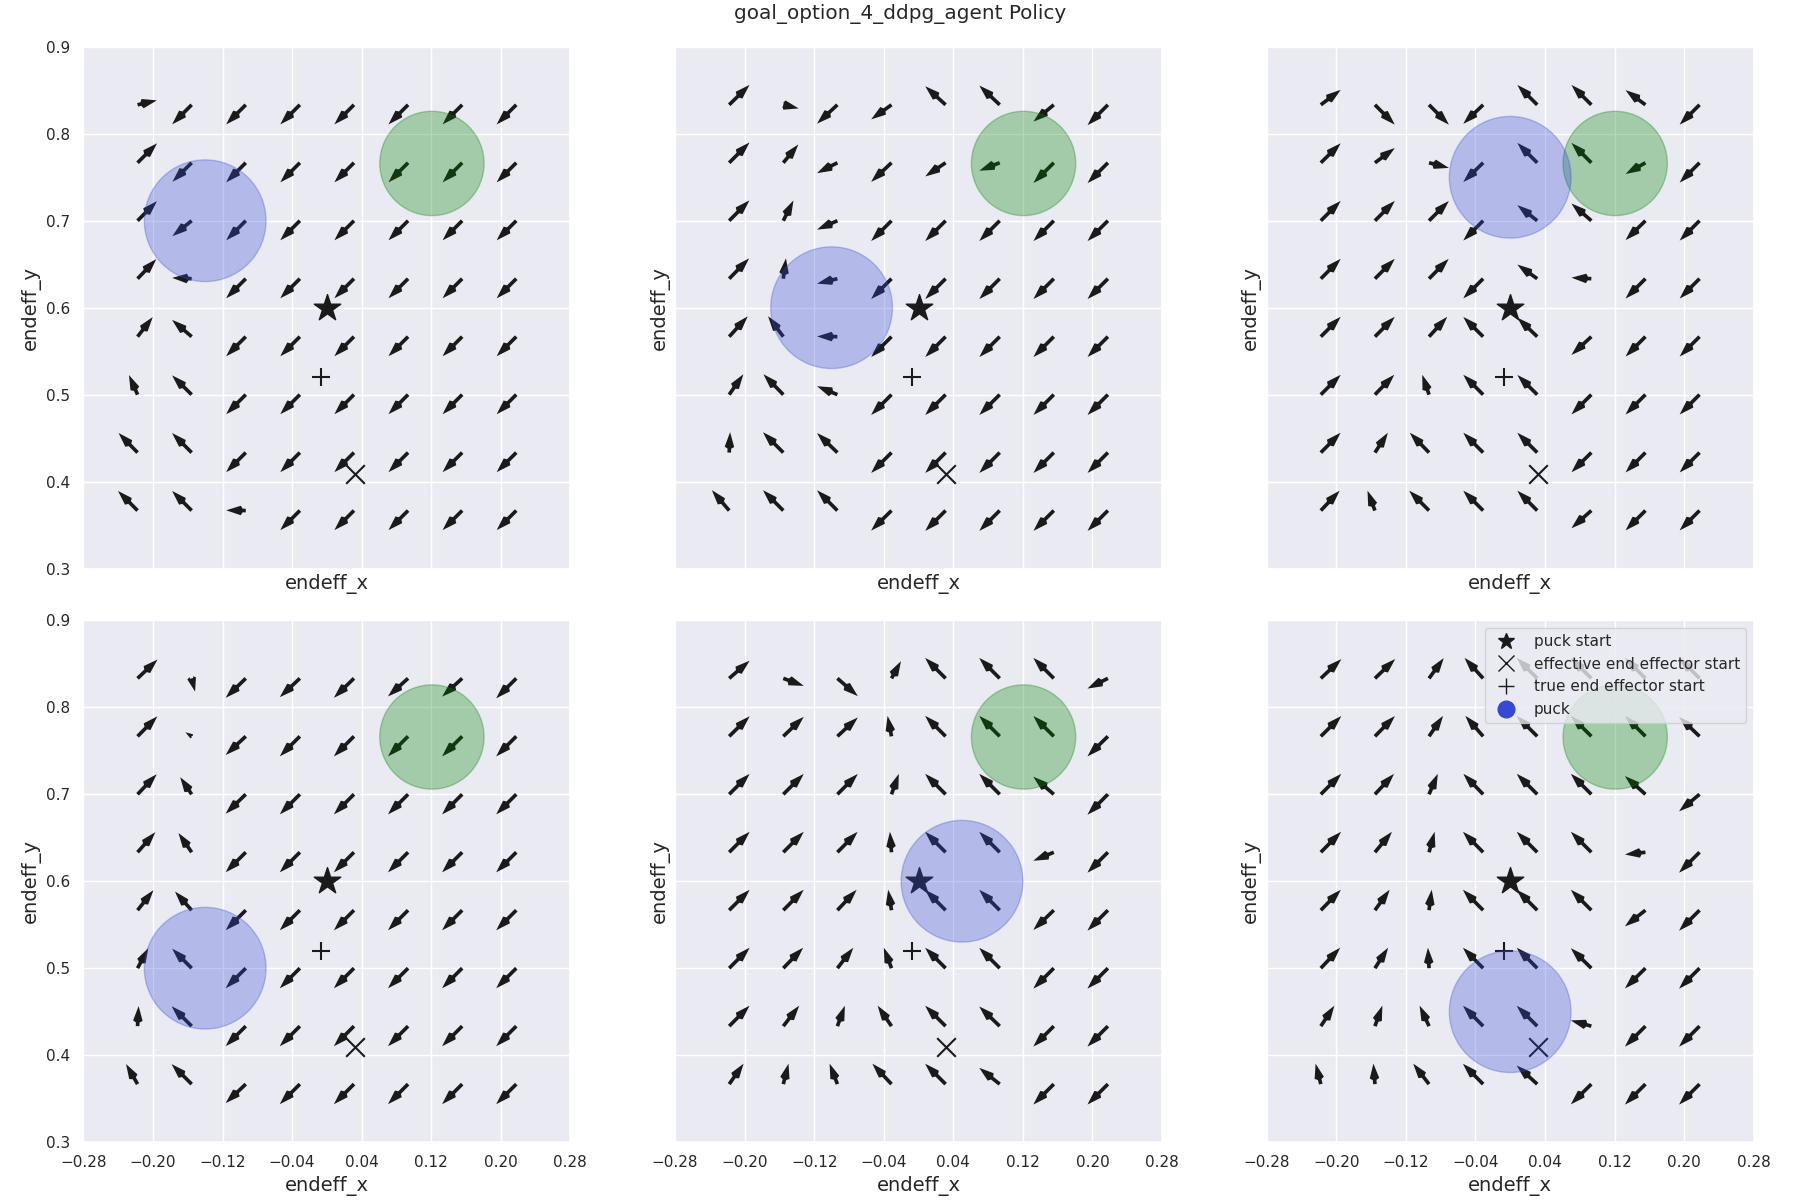 goal_option_4_ddpg_agent Policy
0.9
0.8
0.7
0.6
0.5
0.4
0.3
endeff_y
endeff_x
endeff_y
endeff_x
endeff_y
endeff_x
0.9
0.8
0.7
0.6
0.5
0.4
0.3
endeff_y
−0.28 −0.20 −0.12 −0.04 0.04 0.12 0.20 0.28
endeff_x
endeff_y
−0.28 −0.20 −0.12 −0.04 0.04 0.12 0.20 0.28
endeff_x
puck start
effective end effector start
true end effector start
puck
endeff_y
−0.28 −0.20 −0.12 −0.04 0.04 0.12 0.20 0.28
endeff_x